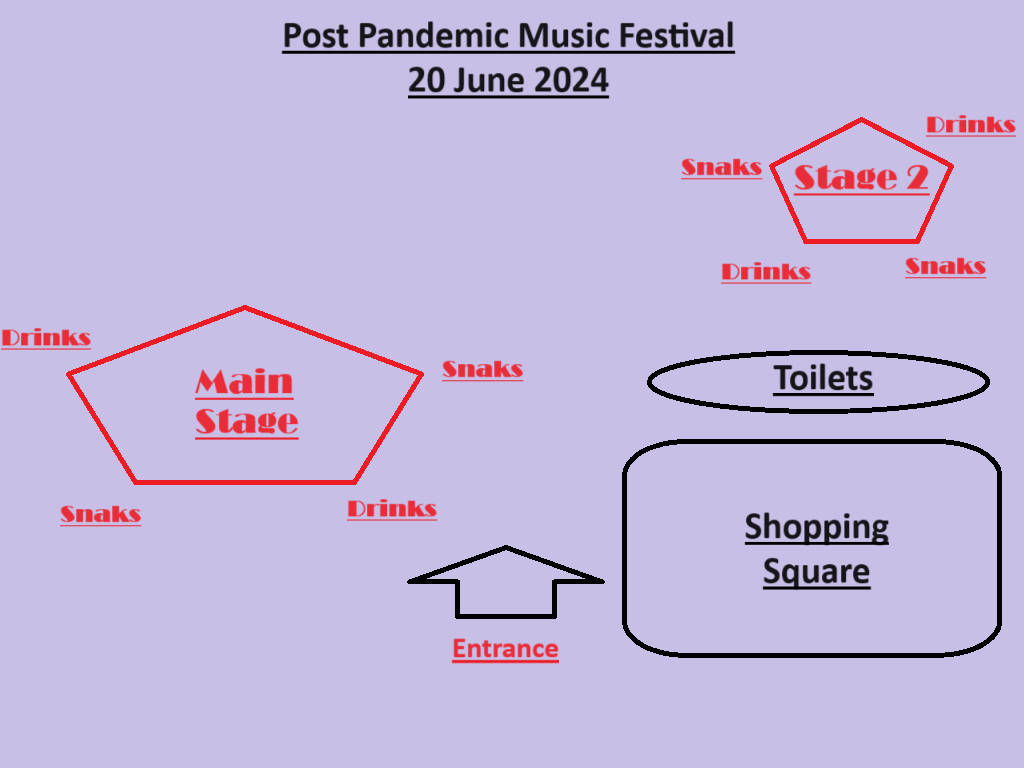 Post Pandemic Music Festival
20 June 2024
Drinks
Snaks
Stage 2
Drinks
Snaks
Drinks
Snaks
Main
Stage
Snaks
Drinks
Toilets
Shopping
Square
Entrance